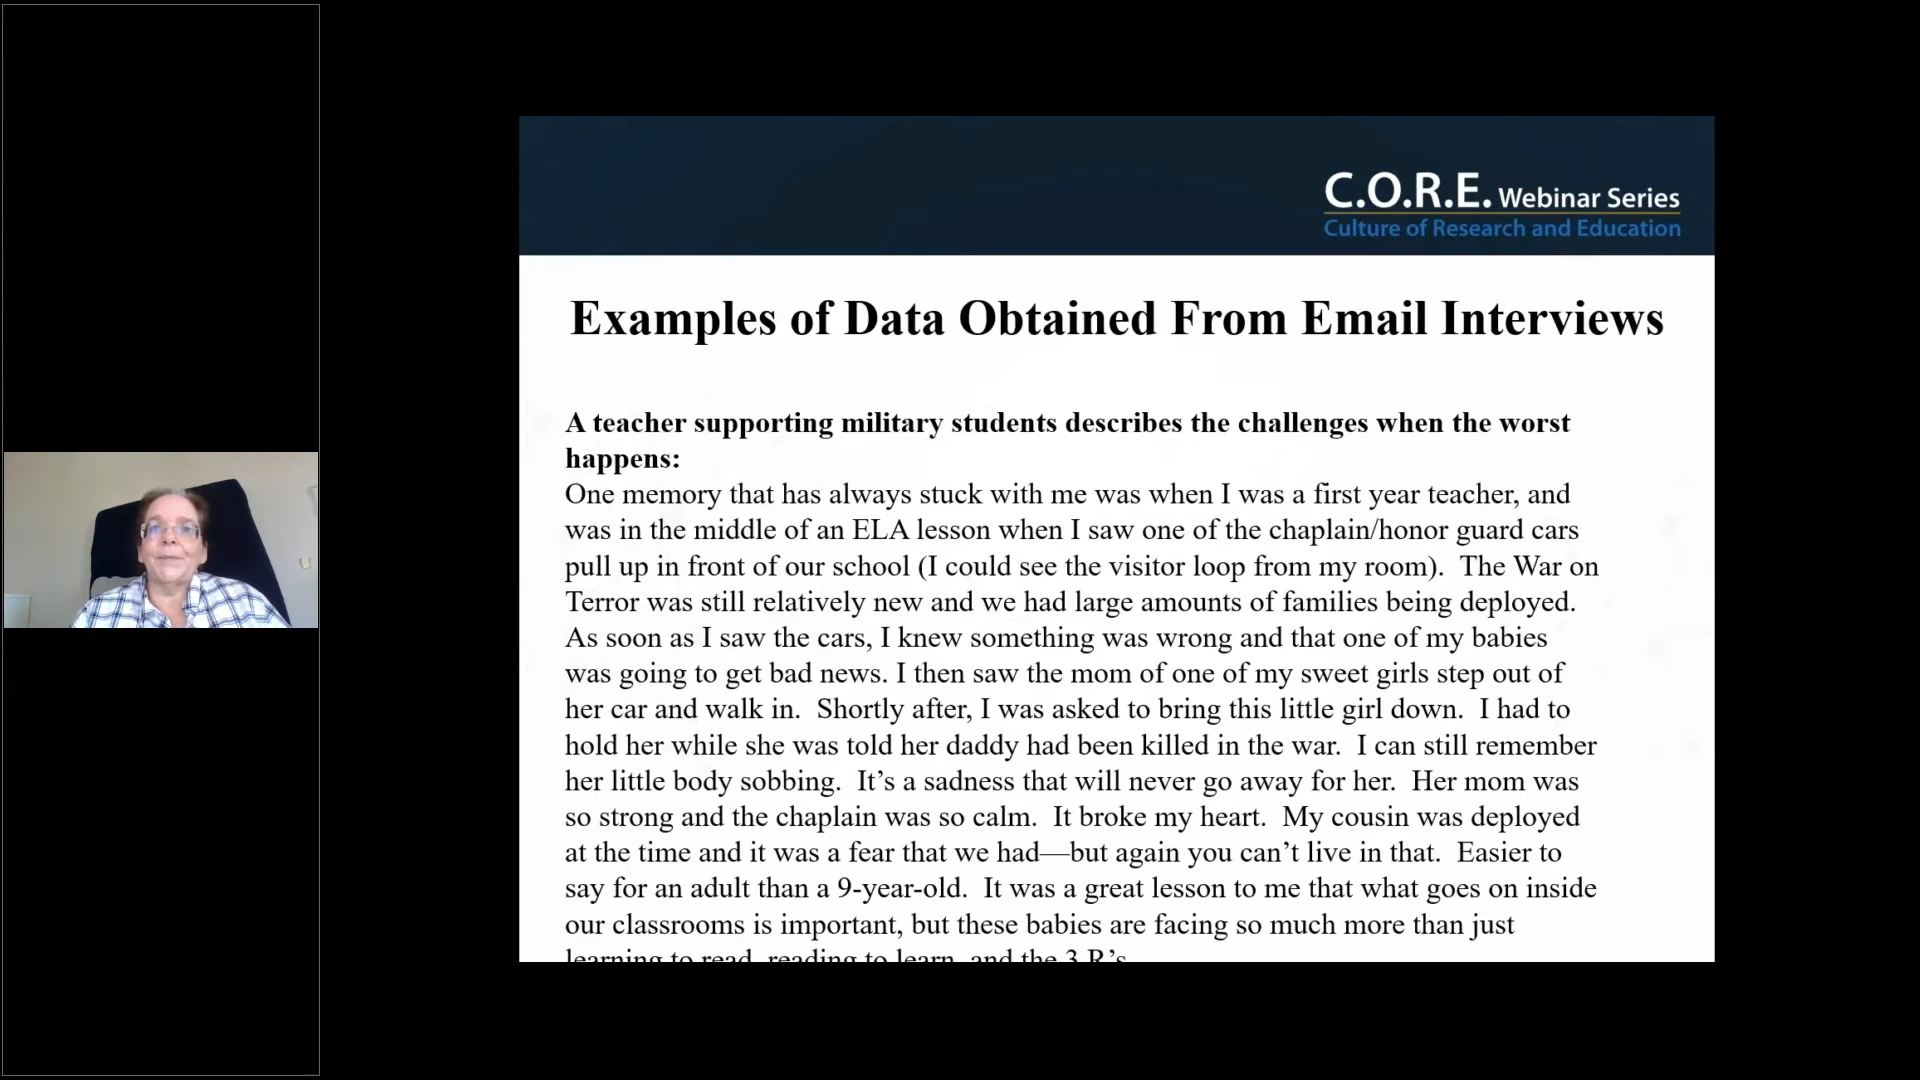 C.O.R.E. Webinar Series
Culture of Research and Education
Examples of Data Obtained From Email Interviews
A teacher supporting military students describes the challenges when the worst
happens:
One memory that has always stuck with me was when I was a first year teacher, and
was in the middle of an ELA lesson when I saw one of the chaplain/honor guard cars
pull up in front of our school (I could see the visitor loop from my room).  The War on
Terror was still relatively new and we had large amounts of families being deployed.
As soon as I saw the cars, I knew something was wrong and that one of my babies
was going to get bad news. I then saw the mom of one of my sweet girls step out of
her car and walk in.  Shortly after, I was asked to bring this little girl down.  I had to
hold her while she was told her daddy had been killed in the war.  I can still remember
her little body sobbing.  It’s a sadness that will never go away for her.  Her mom was
so strong and the chaplain was so calm.  It broke my heart.  My cousin was deployed
at the time and it was a fear that we had—but again you can’t live in that.  Easier to
say for an adult than a 9-year-old.  It was a great lesson to me that what goes on inside
our classrooms is important, but these babies are facing so much more than just
learning to read, reading to learn, and the 3 R’s